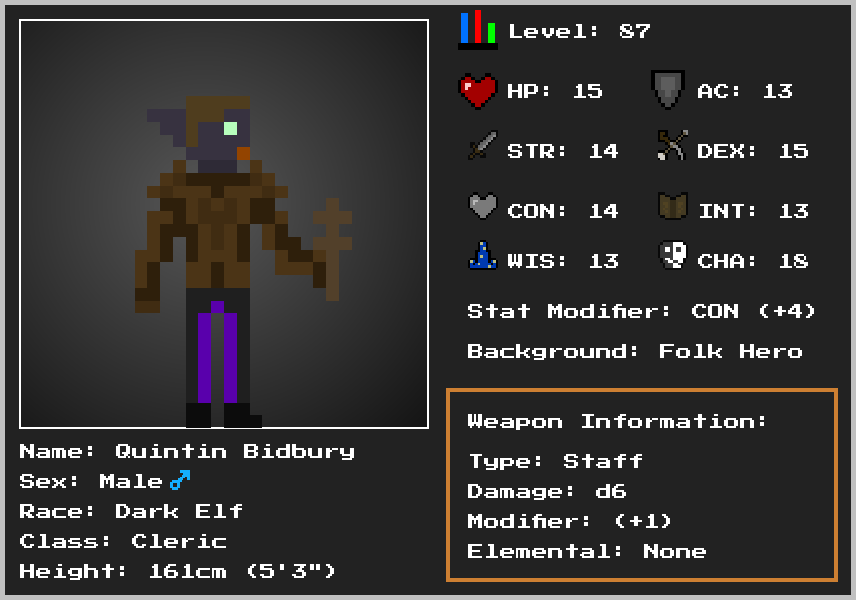 Level: 87
HP: 15 AC: 13
STR: 14 DEX: 15
CON: 14 INT: 13
WIS: 13 CHA: 18
Stat Modifier: CON (+4)
Background: Folk Hero
Weapon Information:
Type: Staff
Damage: d6
Modifier: (+1)
Elemental: None
Name: Quintin Bidbury
Sex: Male ♂
Race: Dark Elf
Class: Cleric
Height: 161cm (5'3")